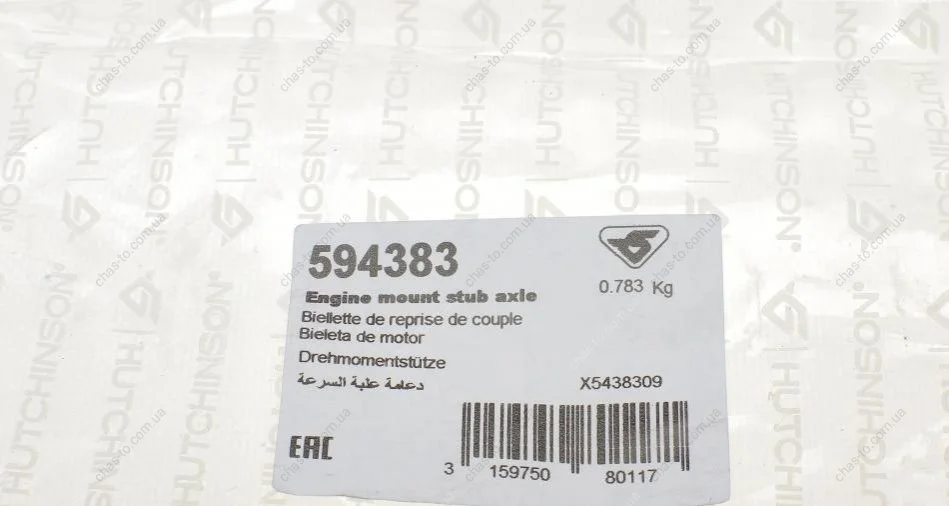 594383
Engine mount stub axle
0.783 Kg
Biellette de reprise de couple
Bieleta de motor
Drehmomentstütze
دعامة علبة السرعة
X5438309
EAC
3 159750 80117
HUTCHINSON®
chas-to.com.ua